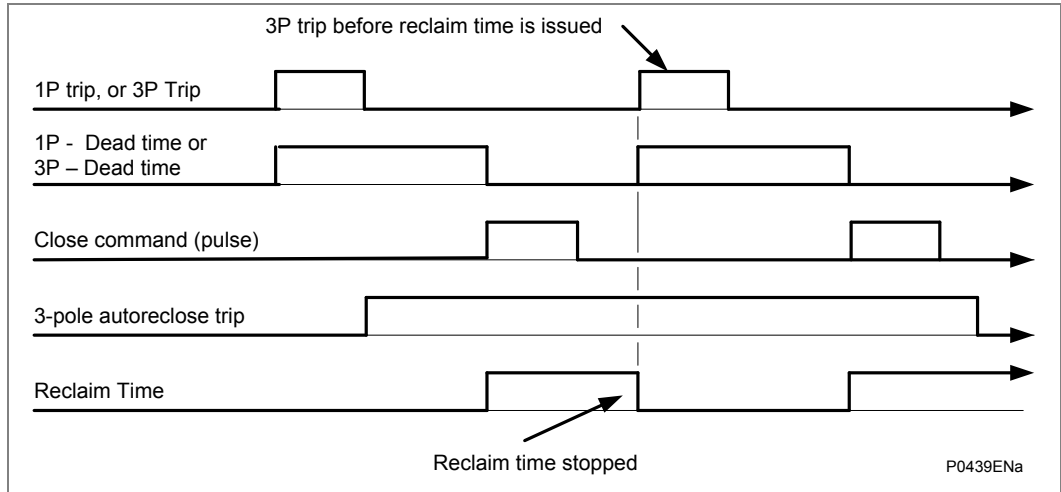 3P trip before reclaim time is issued
1P trip, or 3P Trip
1P - Dead time or
3P – Dead time
Close command (pulse)
3-pole autoreclose trip
Reclaim Time
Reclaim time stopped
P0439ENa